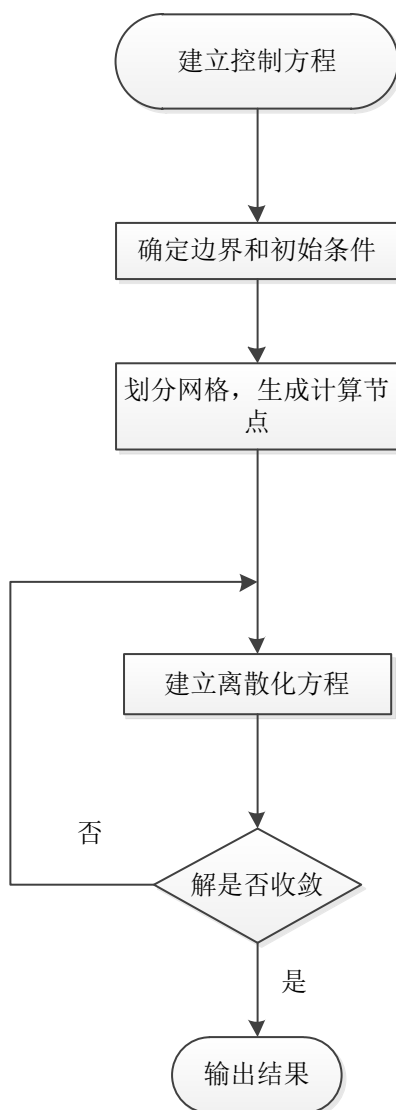 建立控制方程
确定边界和初始条件
划分网格，生成计算节
点
建立离散化方程
否
解是否收敛
是
输出结果